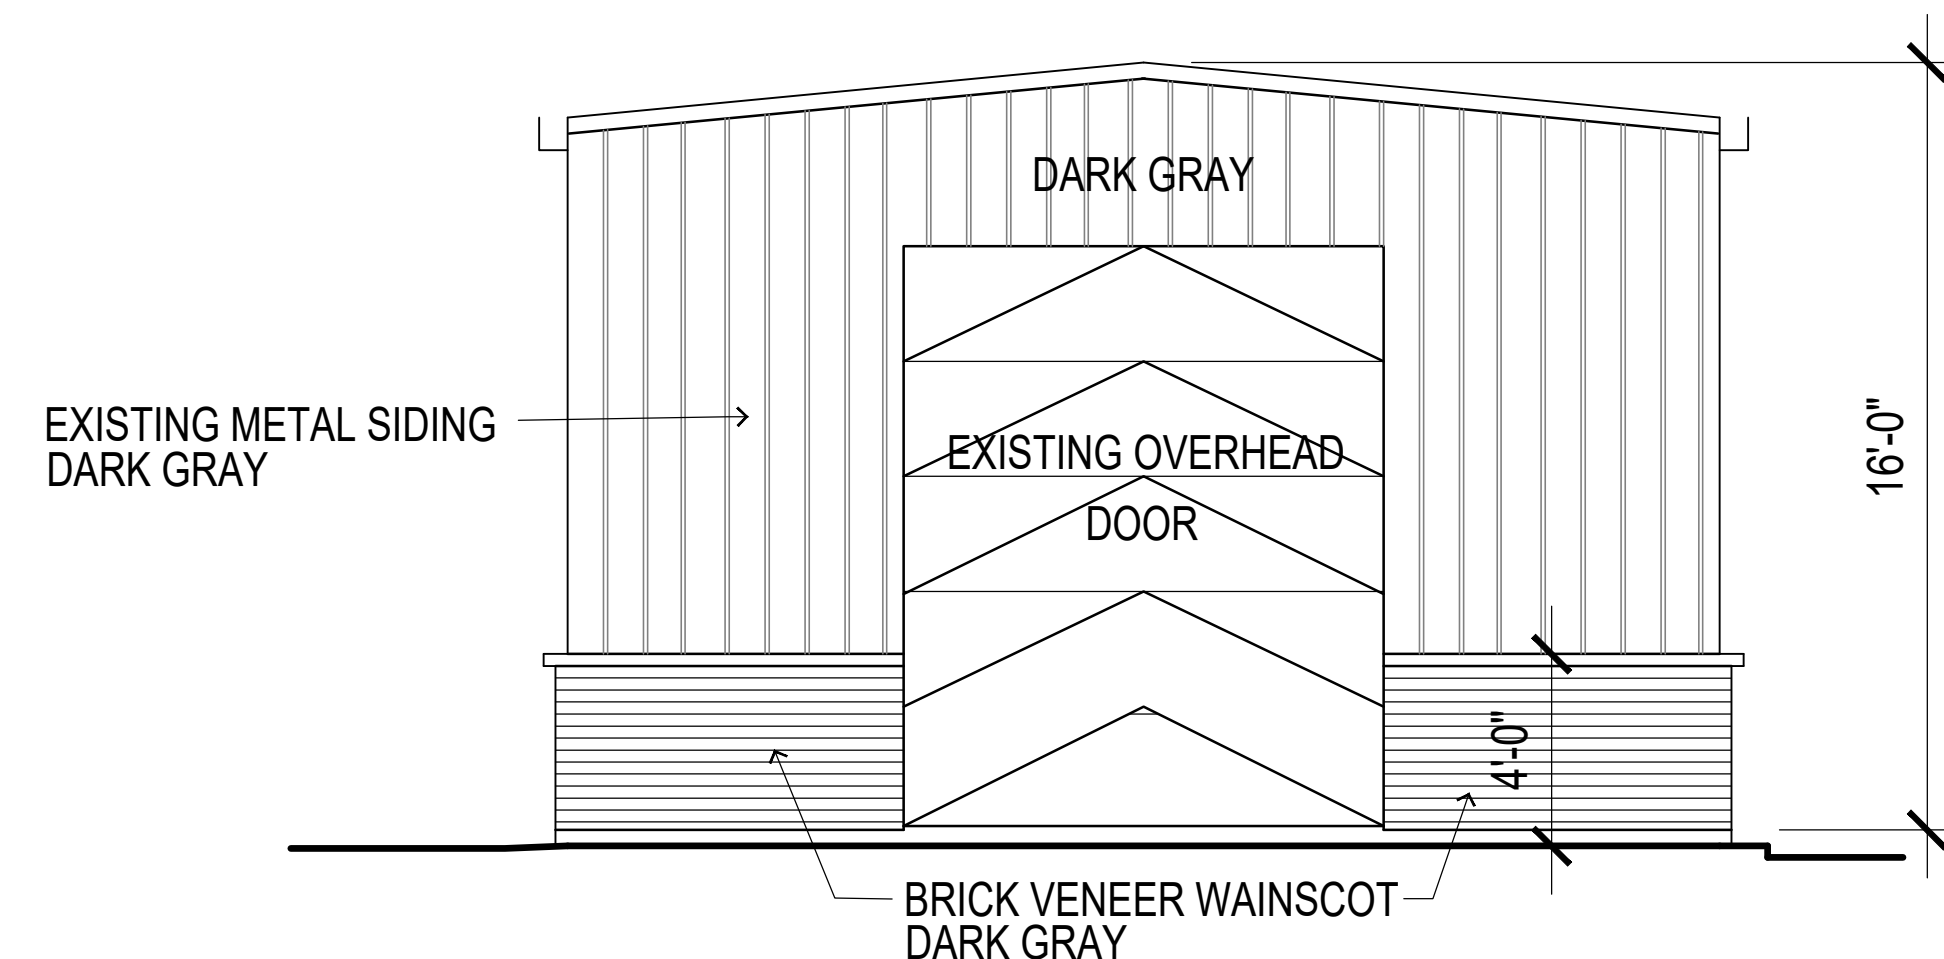 DARK GRAY
EXISTING METAL SIDING
DARK GRAY
EXISTING OVERHEAD
DOOR
16'-0"
4'-0"
BRICK VENEER WAINSCOT
DARK GRAY